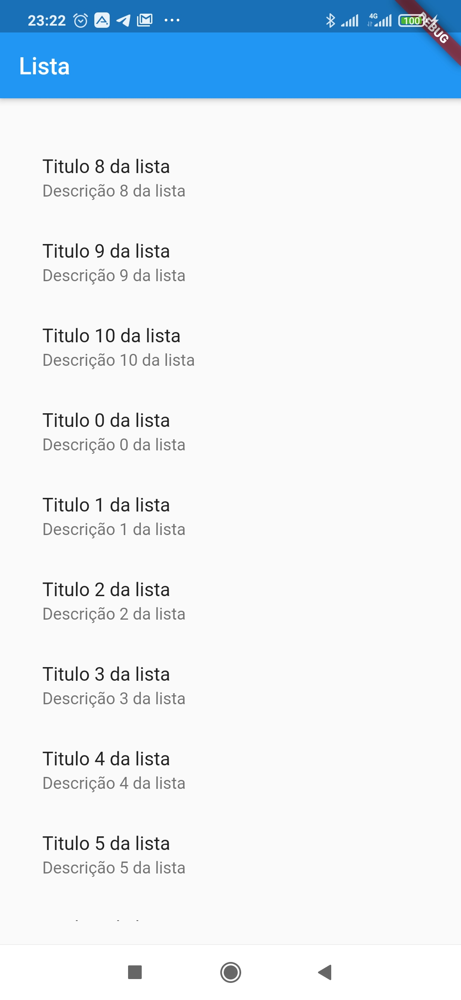 23:22
4G
100
DEBUG
Lista
Titulo 8 da lista
Descrição 8 da lista
Titulo 9 da lista
Descrição 9 da lista
Titulo 10 da lista
Descrição 10 da lista
Titulo 0 da lista
Descrição 0 da lista
Titulo 1 da lista
Descrição 1 da lista
Titulo 2 da lista
Descrição 2 da lista
Titulo 3 da lista
Descrição 3 da lista
Titulo 4 da lista
Descrição 4 da lista
Titulo 5 da lista
Descrição 5 da lista